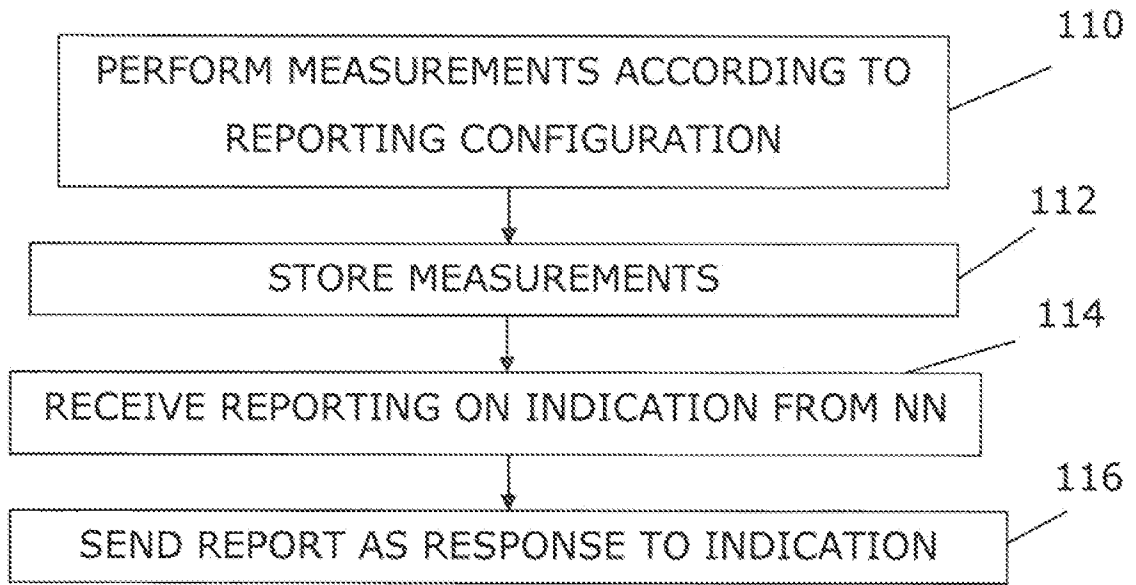 110
PERFORM MEASUREMENTS ACCORDING TO
REPORTING CONFIGURATION
112
STORE MEASUREMENTS
114
RECEIVE REPORTING ON INDICATION FROM NN
116
SEND REPORT AS RESPONSE TO INDICATION